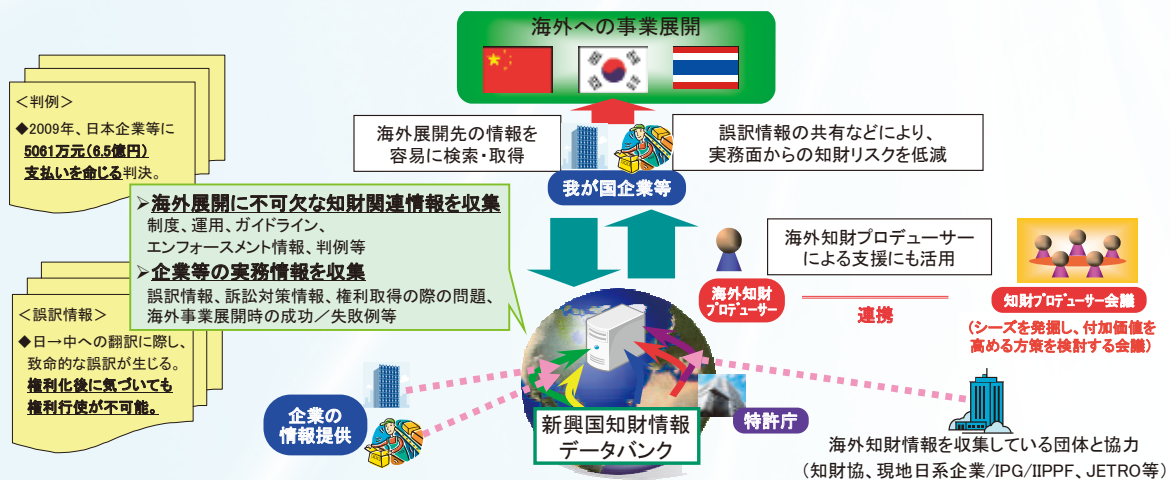 海外への事業展開
<判例>
◆2009年、日本企業等に
5061万元(6.5億円)
支払いを命じる判決。
海外展開先の情報を
容易に検索・取得
誤訳情報の共有などにより、
実務面からの知財リスクを低減
我が国企業等
➢海外展開に不可欠な知財関連情報を収集
制度、運用、ガイドライン、
エンフォースメント情報、判例等
➢企業等の実務情報を収集
誤訳情報、訴訟対策情報、権利取得の際の問題、
海外事業展開時の成功／失敗例等
海外知財プロデューサー
による支援にも活用
海外知財
プロデューサー
連携
知財プロデューサー会議
(シーズを発掘し、付加価値を
高める方策を検討する会議)
<誤訳情報>
◆日→中への翻訳に際し、
致命的な誤訳が生じる。
権利化後に気づいても
権利行使が不可能。
企業の
情報提供
新興国知財情報
データバンク
特許庁
海外知財情報を収集している団体と協力
(知財協、現地日系企業/IPG/IIPPF、JETRO等)